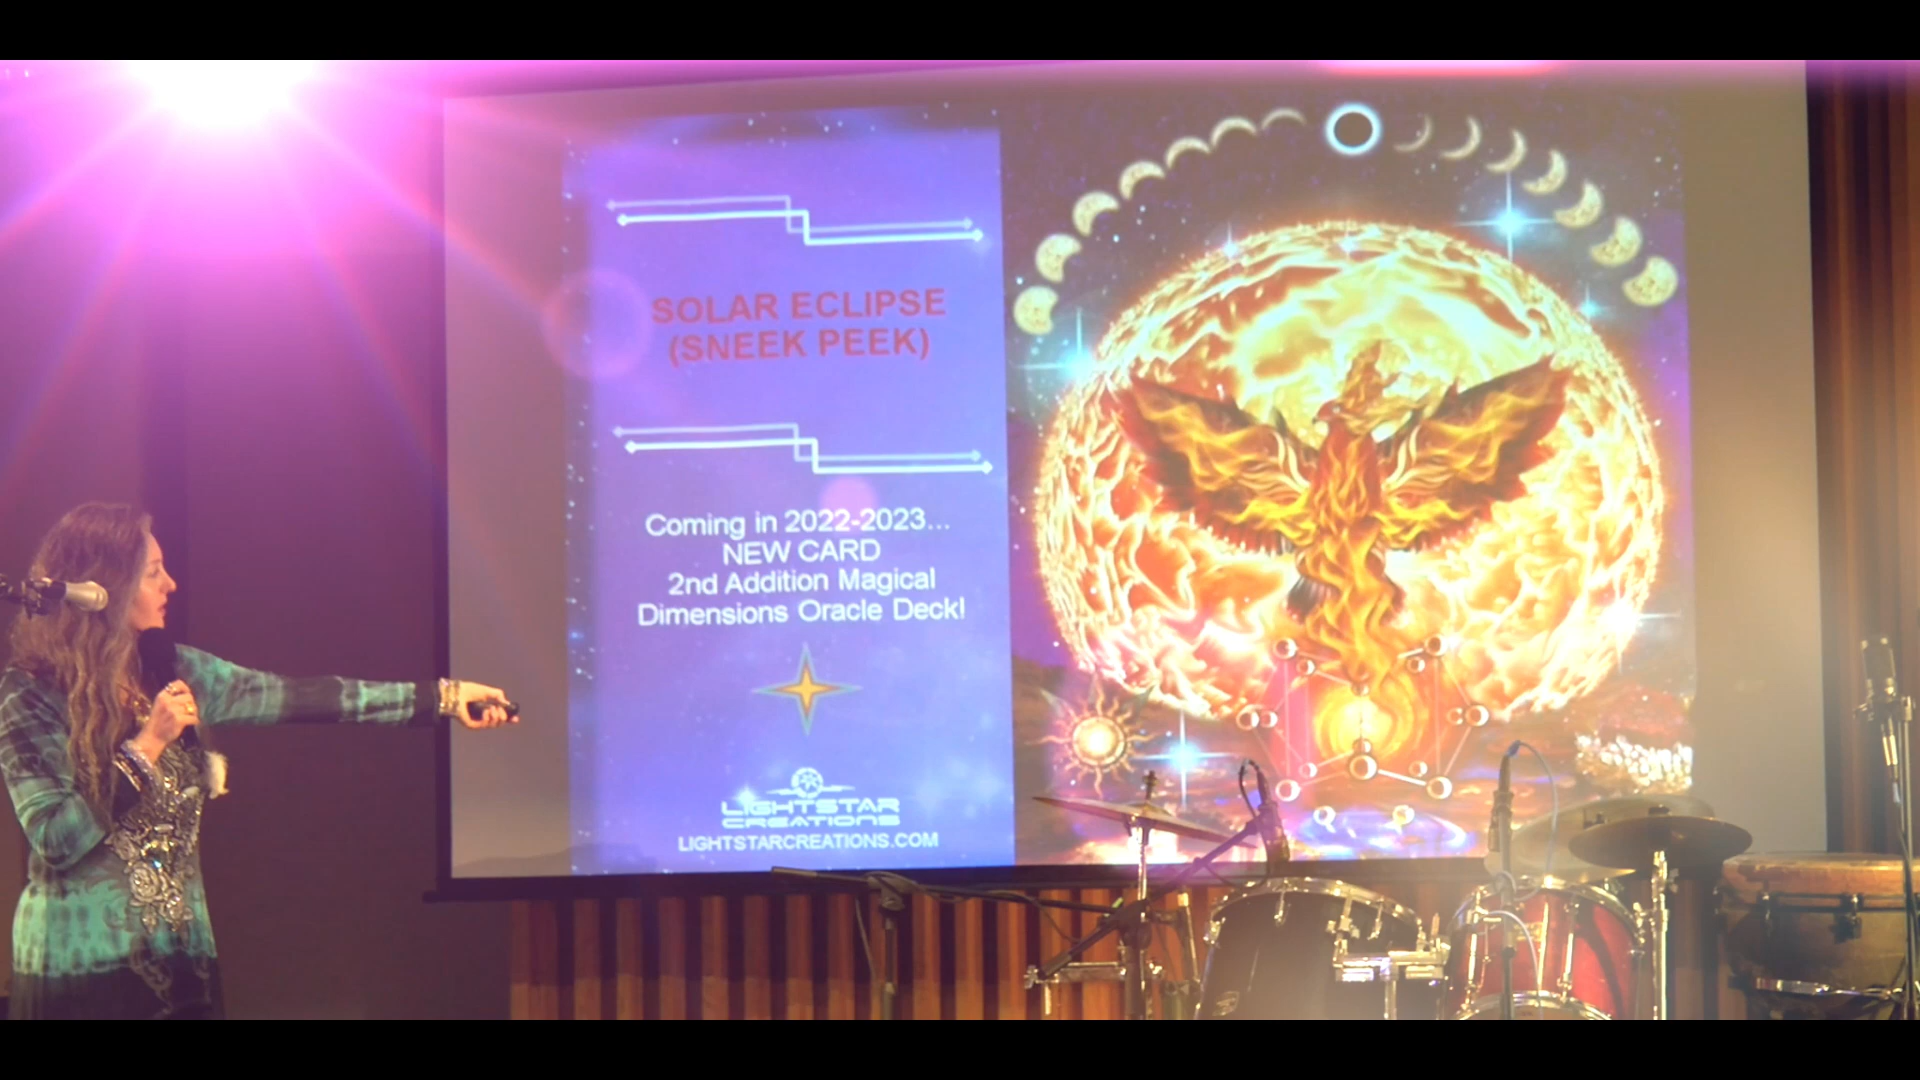 SOLAR ECLIPSE
(SNEEK PEEK)
Coming in 2022-2023...
NEW CARD
2nd Addition Magical
Dimensions Oracle Deck!
LIGHTSTAR
CREATIONS
LIGHTSTARCREATIONS.COM